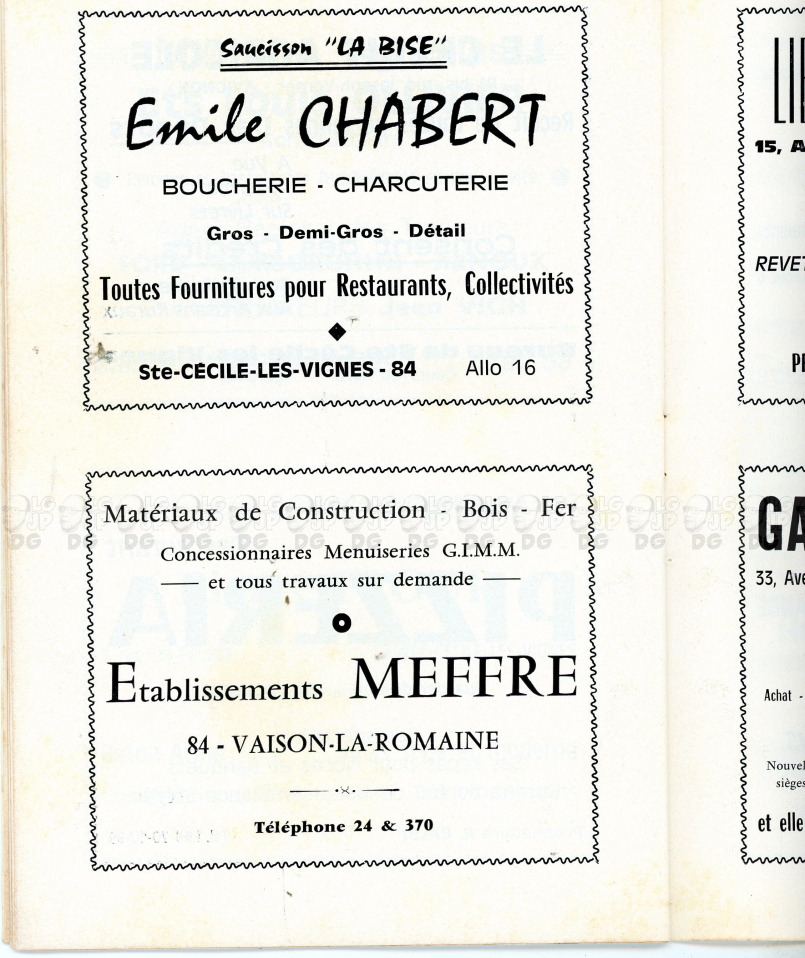 Saucisson "LA BISE"
Emile CHABERT
BOUCHERIE - CHARCUTERIE
Gros - Demi-Gros - Détail
Toutes Fournitures pour Restaurants, Collectivités
Ste-CÉCILE-LES-VIGNES - 84 Allo 16
Matériaux de Construction - Bois - Fer
Concessionnaires Menuiseries G.I.M.M.
et tous travaux sur demande
Etablissements MEFFRE
84 - VAISON-LA-ROMAINE
Téléphone 24 & 370
15, A
REVET
GA
33, Ave
Achat -
Nouvel
sièges
et elle